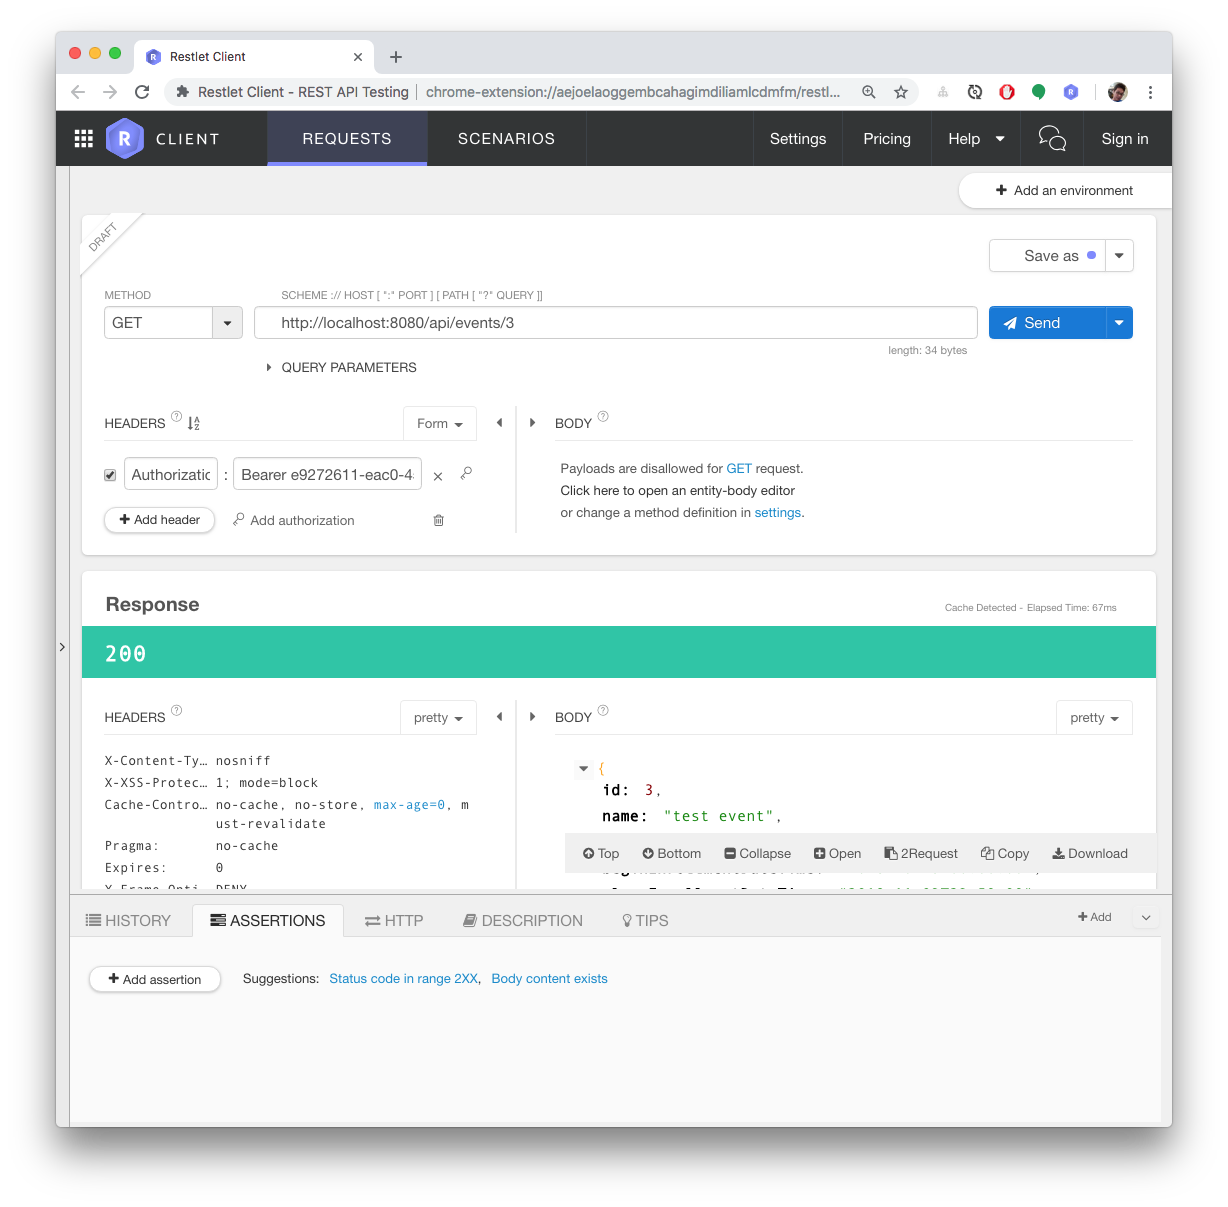 Restlet Client
Restlet Client - REST API Testing | chrome-extension://aejoelaoggembcahagimdiliamlcdmfm/restl...
R CLIENT REQUESTS SCENARIOS Settings Pricing Help Sign in
Add an environment
DRAFT
Save as
METHOD SCHEME :// HOST [ ":" PORT ] [ PATH [ "?" QUERY ]]
GET http://localhost:8080/api/events/3 Send
length: 34 bytes
QUERY PARAMETERS
HEADERS Form BODY
Payloads are disallowed for GET request.
Authorizatic : Bearer e9272611-eac0-4
Click here to open an entity-body editor
or change a method definition in settings.
Add header Add authorization
Response Cache Detected - Elapsed Time: 67ms
200
HEADERS pretty BODY pretty
X-Content-Ty... nosniff
X-XSS-Protec... 1; mode=block
Cache-Contro... no-cache, no-store, max-age=0, m
ust-revalidate
Pragma: no-cache
Expires: 0
X-Frame-Opti... DENY
{
id: 3,
name: "test event",
Top Bottom Collapse Open 2Request Copy Download
HISTORY ASSERTIONS HTTP DESCRIPTION TIPS Add
Add assertion Suggestions: Status code in range 2XX, Body content exists